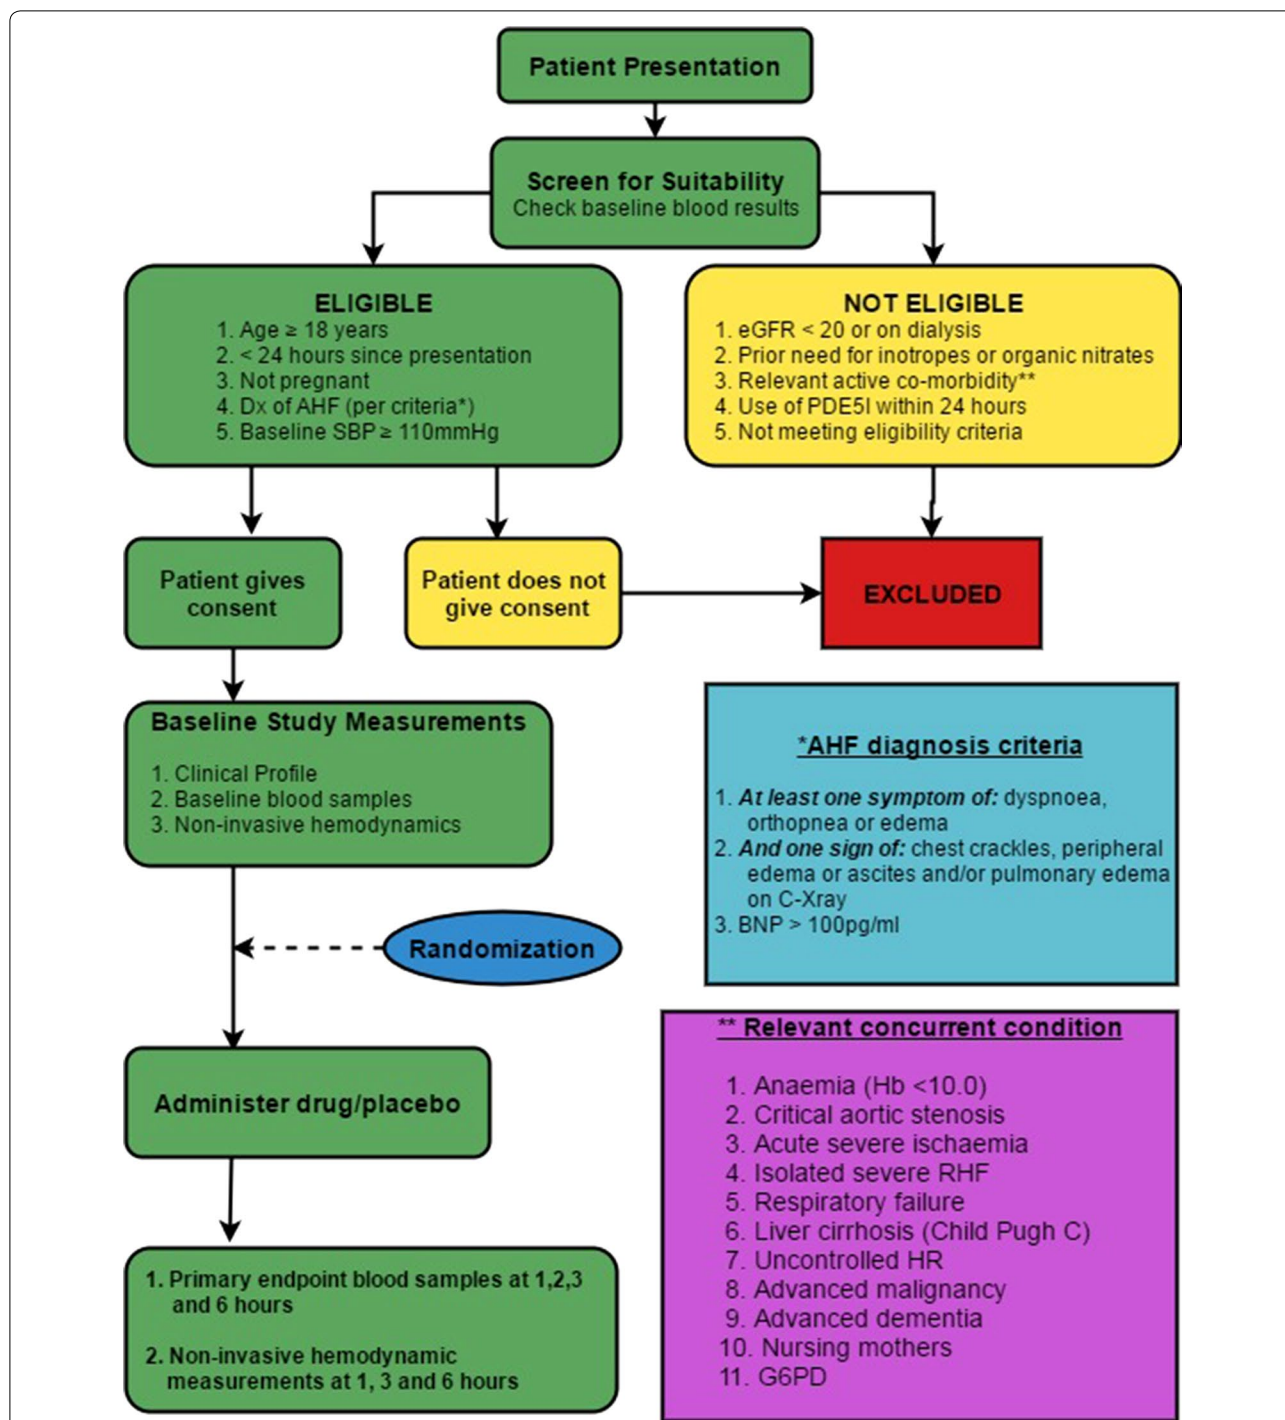 Patient Presentation
Screen for Suitability
Check baseline blood results
ELIGIBLE
1. Age ≥ 18 years
2. < 24 hours since presentation
3. Not pregnant
4. Dx of AHF (per criteria*)
5. Baseline SBP ≥ 110mmHg
NOT ELIGIBLE
1. eGFR < 20 or on dialysis
2. Prior need for inotropes or organic nitrates
3. Relevant active co-morbidity**
4. Use of PDE5I within 24 hours
5. Not meeting eligibility criteria
Patient gives
consent
Patient does not
give consent
EXCLUDED
Baseline Study Measurements
1. Clinical Profile
2. Baseline blood samples
3. Non-invasive hemodynamics
Randomization
Administer drug/placebo
1. Primary endpoint blood samples at 1,2,3
and 6 hours
2. Non-invasive hemodynamic
measurements at 1, 3 and 6 hours
*AHF diagnosis criteria
1. At least one symptom of: dyspnoea,
orthopnea or edema
2. And one sign of: chest crackles, peripheral
edema or ascites and/or pulmonary edema
on C-Xray
3. BNP > 100pg/ml
** Relevant concurrent condition
1. Anaemia (Hb <10.0)
2. Critical aortic stenosis
3. Acute severe ischaemia
4. Isolated severe RHF
5. Respiratory failure
6. Liver cirrhosis (Child Pugh C)
7. Uncontrolled HR
8. Advanced malignancy
9. Advanced dementia
10. Nursing mothers
11. G6PD